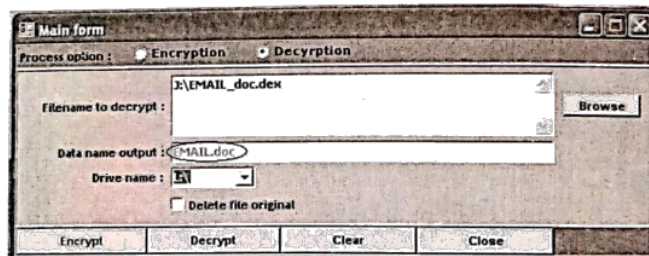 Main form
Process option : Encryption Decyrption
Filename to decrypt : J:\EMAIL_doc.dex
Browse
Data name output : EMAIL.doc
Drive name :
Delete file original
Encrypt Decrypt Clear Close